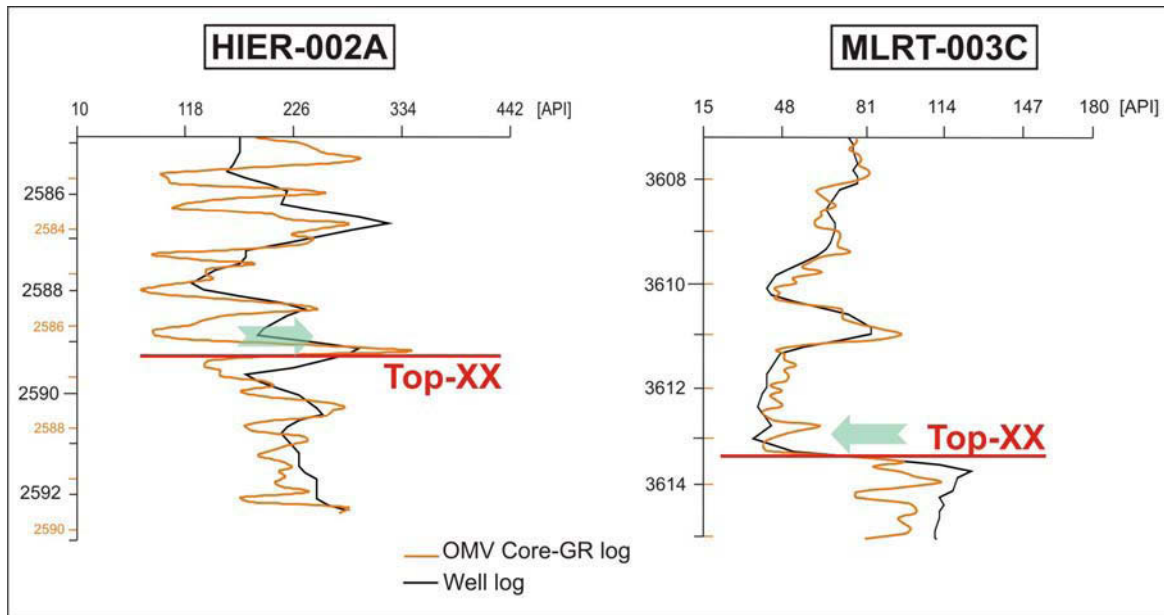 HIER-002A
10 118 226 334 442 [API]
2586
2584
2588
2586
Top-XX
2590
2588
2592
2590
MLRT-003C
15 48 81 114 147 180 [API]
3608
3610
3612
Top-XX
3614
OMV Core-GR log
Well log